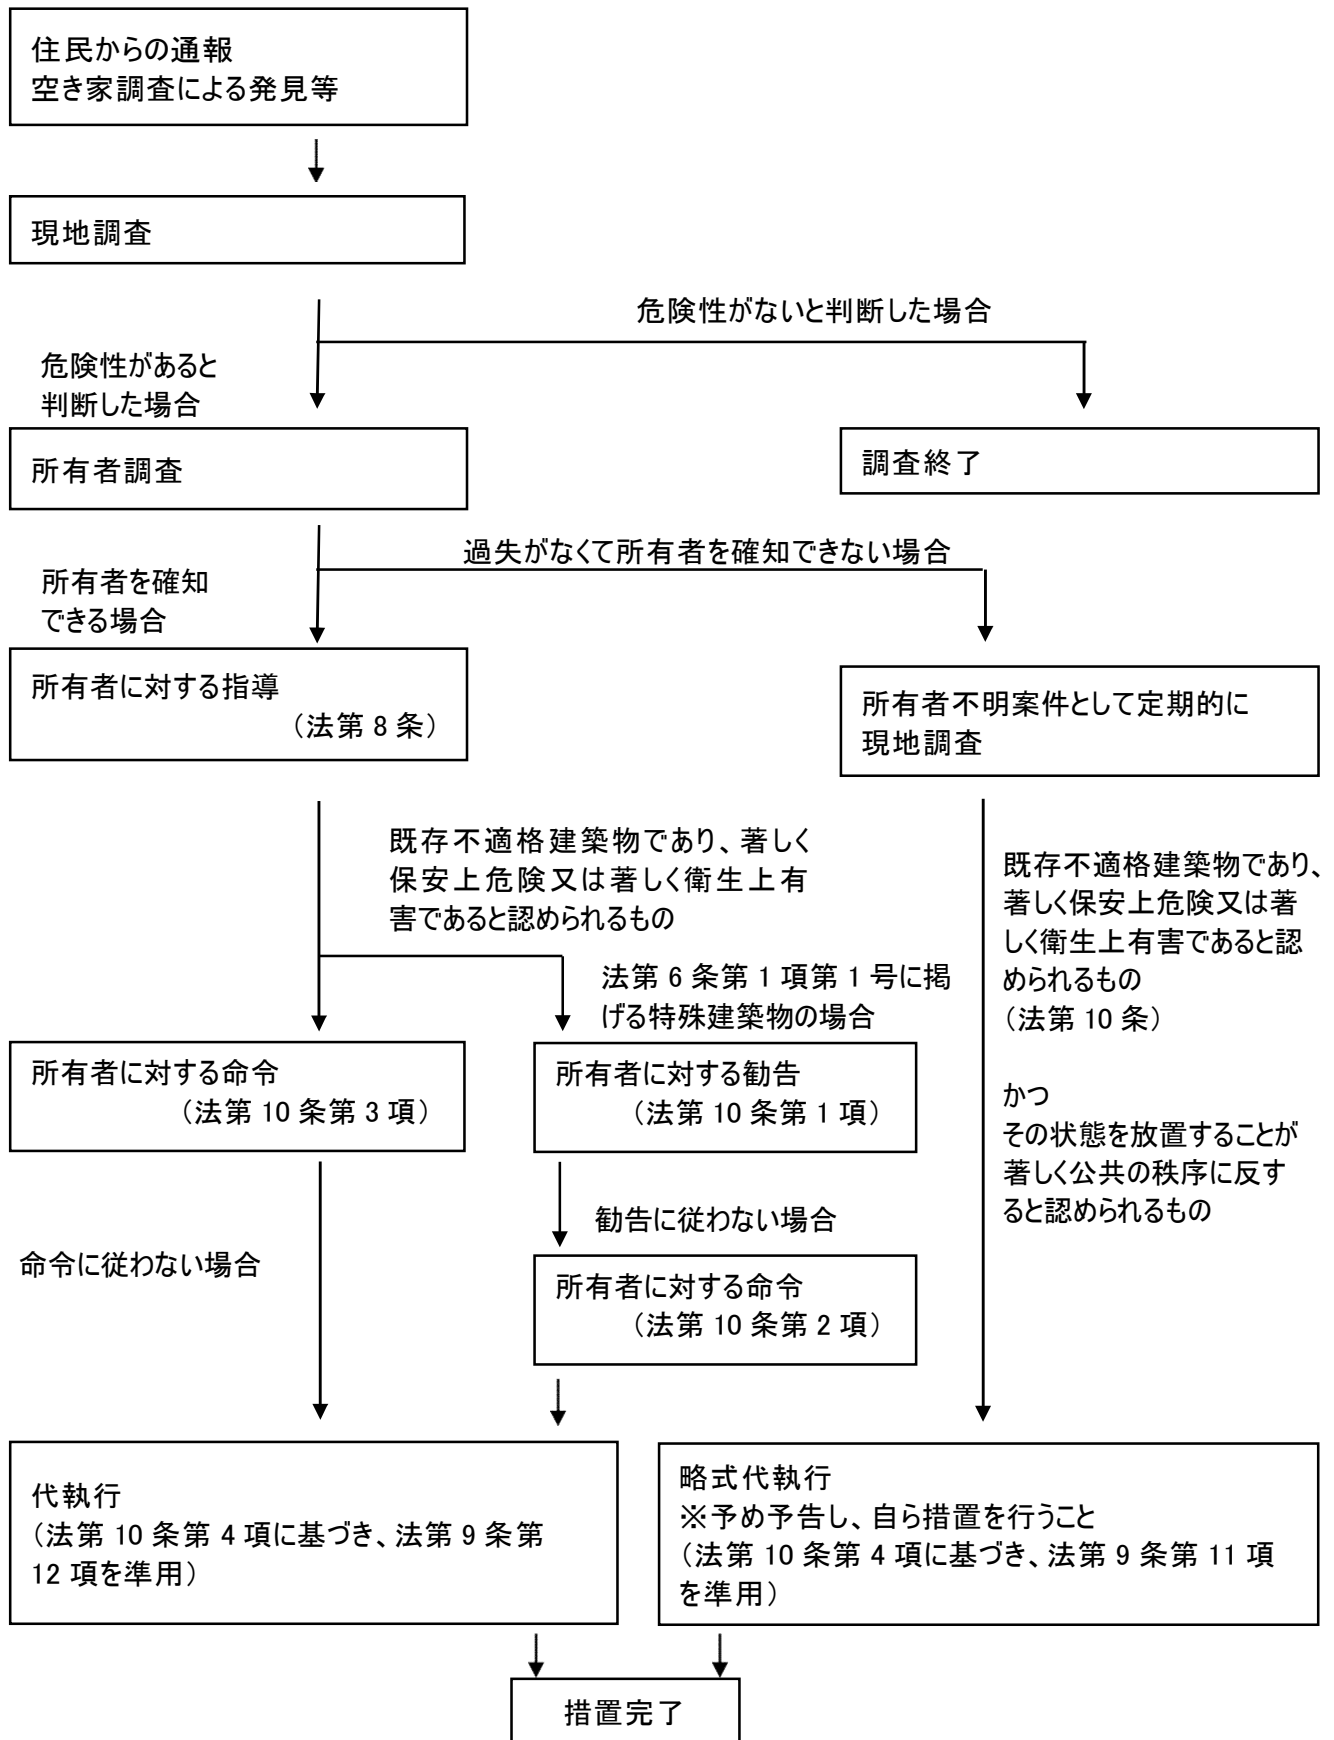 住民からの通報
空き家調査による発見等
現地調査
危険性がないと判断した場合
危険性があると
判断した場合
所有者調査
調査終了
過失がなくて所有者を確知できない場合
所有者を確知
できる場合
所有者に対する指導
（法第 8 条）
所有者不明案件として定期的に
現地調査
既存不適格建築物であり、著しく
保安上危険又は著しく衛生上有
害であると認められるもの
既存不適格建築物であり、
著しく保安上危険又は著
しく衛生上有害であると認
められるもの
（法第 10 条）
かつ
その状態を放置することが
著しく公共の秩序に反す
ると認められるもの
法第 6 条第 1 項第 1 号に掲
げる特殊建築物の場合
所有者に対する命令
（法第 10 条第 3 項）
所有者に対する勧告
（法第 10 条第 1 項）
勧告に従わない場合
命令に従わない場合
所有者に対する命令
（法第 10 条第 2 項）
代執行
（法第 10 条第 4 項に基づき、法第 9 条第
12 項を準用）
略式代執行
※予め予告し、自ら措置を行うこと
（法第 10 条第 4 項に基づき、法第 9 条第 11 項
を準用）
措置完了